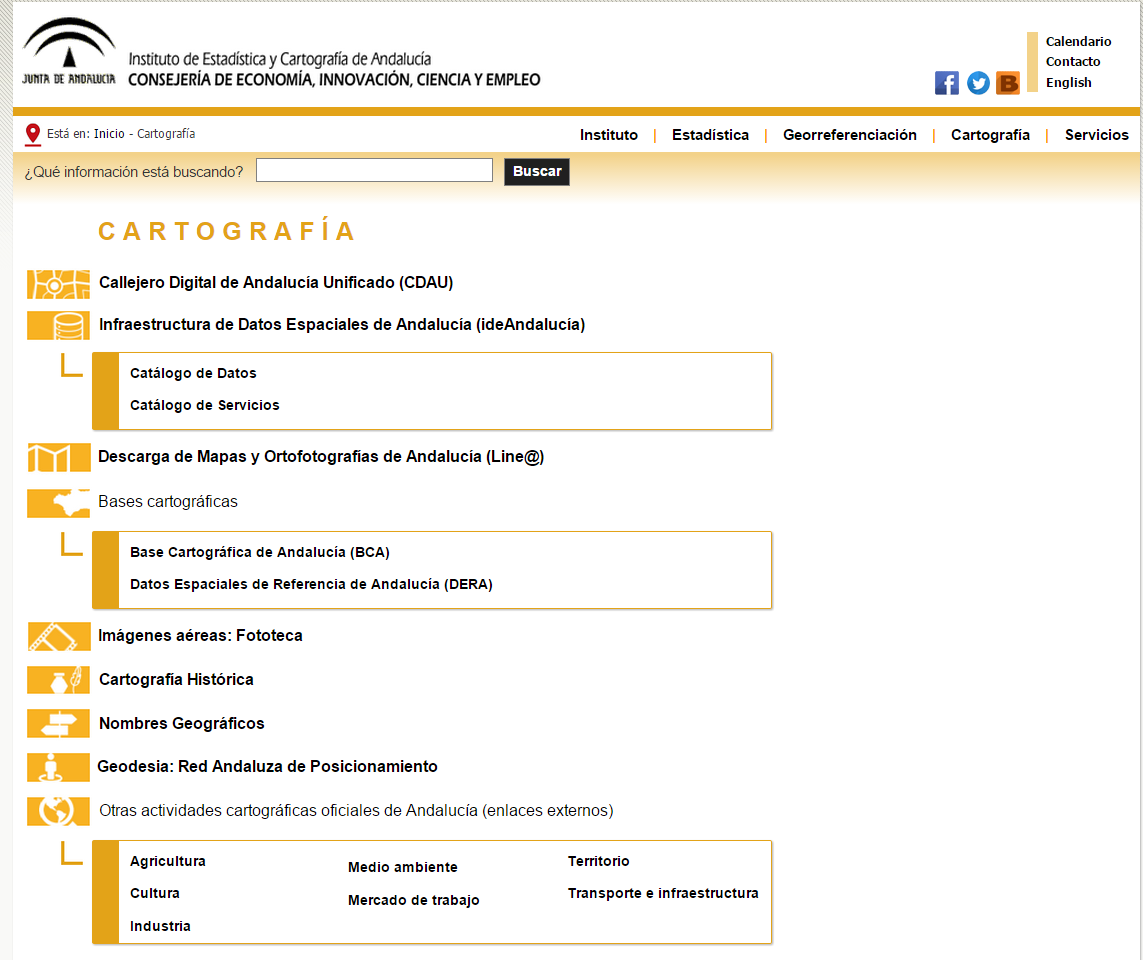 JUNTA DE ANDALUCIA
Instituto de Estadística y Cartografía de Andalucía
CONSEJERÍA DE ECONOMÍA, INNOVACIÓN, CIENCIA Y EMPLEO
Calendario
Contacto
English
Está en: Inicio - Cartografía
Instituto | Estadística | Georreferenciación | Cartografía | Servicios
¿Qué información está buscando? Buscar
CARTOGRAFÍA
Callejero Digital de Andalucía Unificado (CDAU)
Infraestructura de Datos Espaciales de Andalucía (ideAndalucía)
Catálogo de Datos
Catálogo de Servicios
Descarga de Mapas y Ortofotografías de Andalucía (Line@)
Bases cartográficas
Base Cartográfica de Andalucía (BCA)
Datos Espaciales de Referencia de Andalucía (DERA)
Imágenes aéreas: Fototeca
Cartografía Histórica
Nombres Geográficos
Geodesia: Red Andaluza de Posicionamiento
Otras actividades cartográficas oficiales de Andalucía (enlaces externos)
Agricultura
Cultura
Industria
Medio ambiente
Mercado de trabajo
Territorio
Transporte e infraestructura